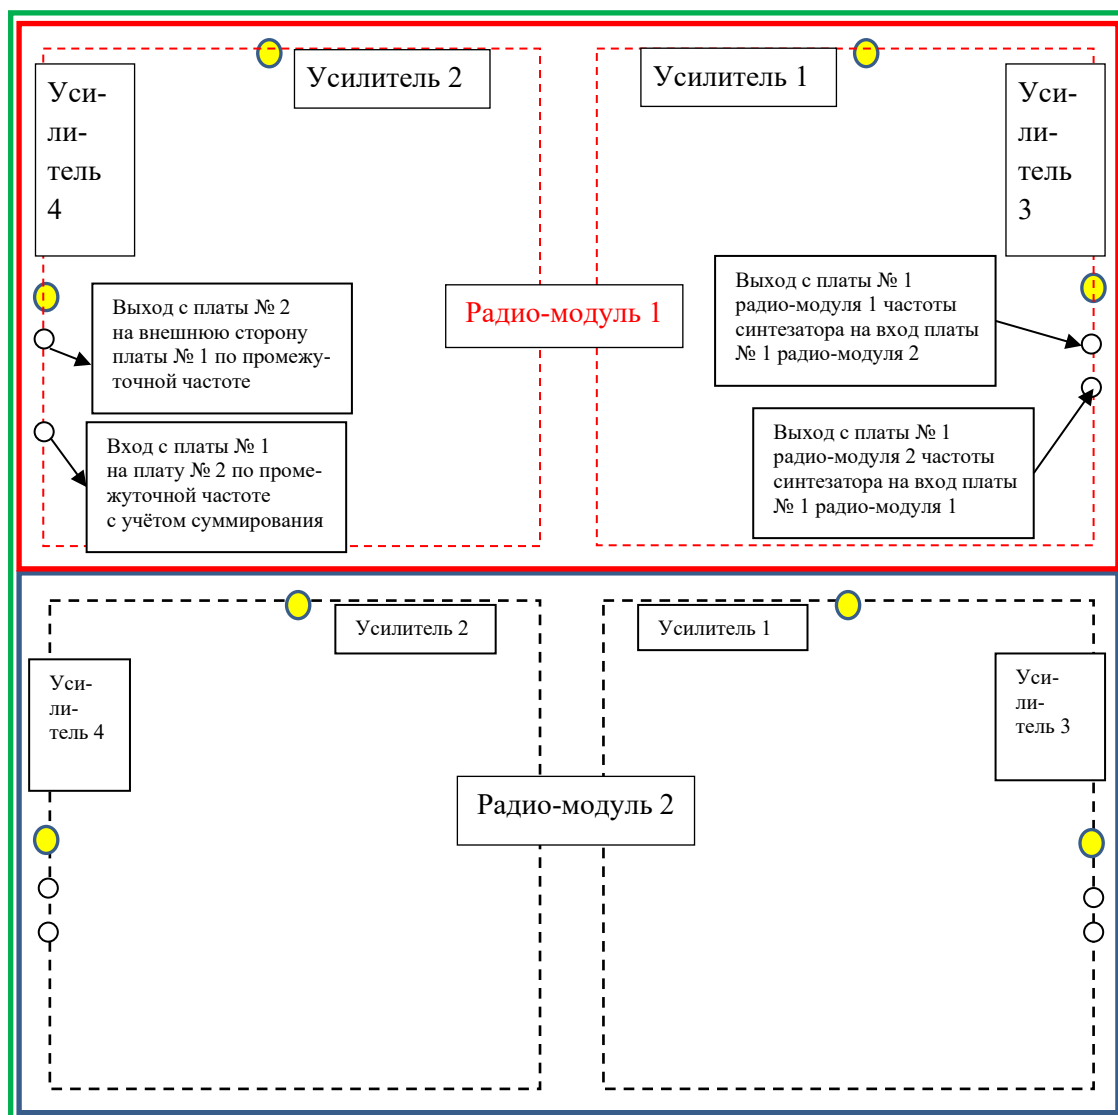 Усилитель 2
Усилитель 1
Уси-
ли-
тель
4
Уси-
ли-
тель
3
Выход с платы № 2
на внешнюю сторону
платы № 1 по промежу-
точной частоте
Радио-модуль 1
Выход с платы № 1
радио-модуля 1 частоты
синтезатора на вход платы
№ 1 радио-модуля 2
Вход с платы № 1
на плату № 2 по проме-
жуточной частоте
с учётом суммирования
Выход с платы № 1
радио-модуля 2 частоты
синтезатора на вход платы
№ 1 радио-модуля 1
Усилитель 2
Усилитель 1
Уси-
ли-
тель 4
Уси-
ли-
тель 3
Радио-модуль 2